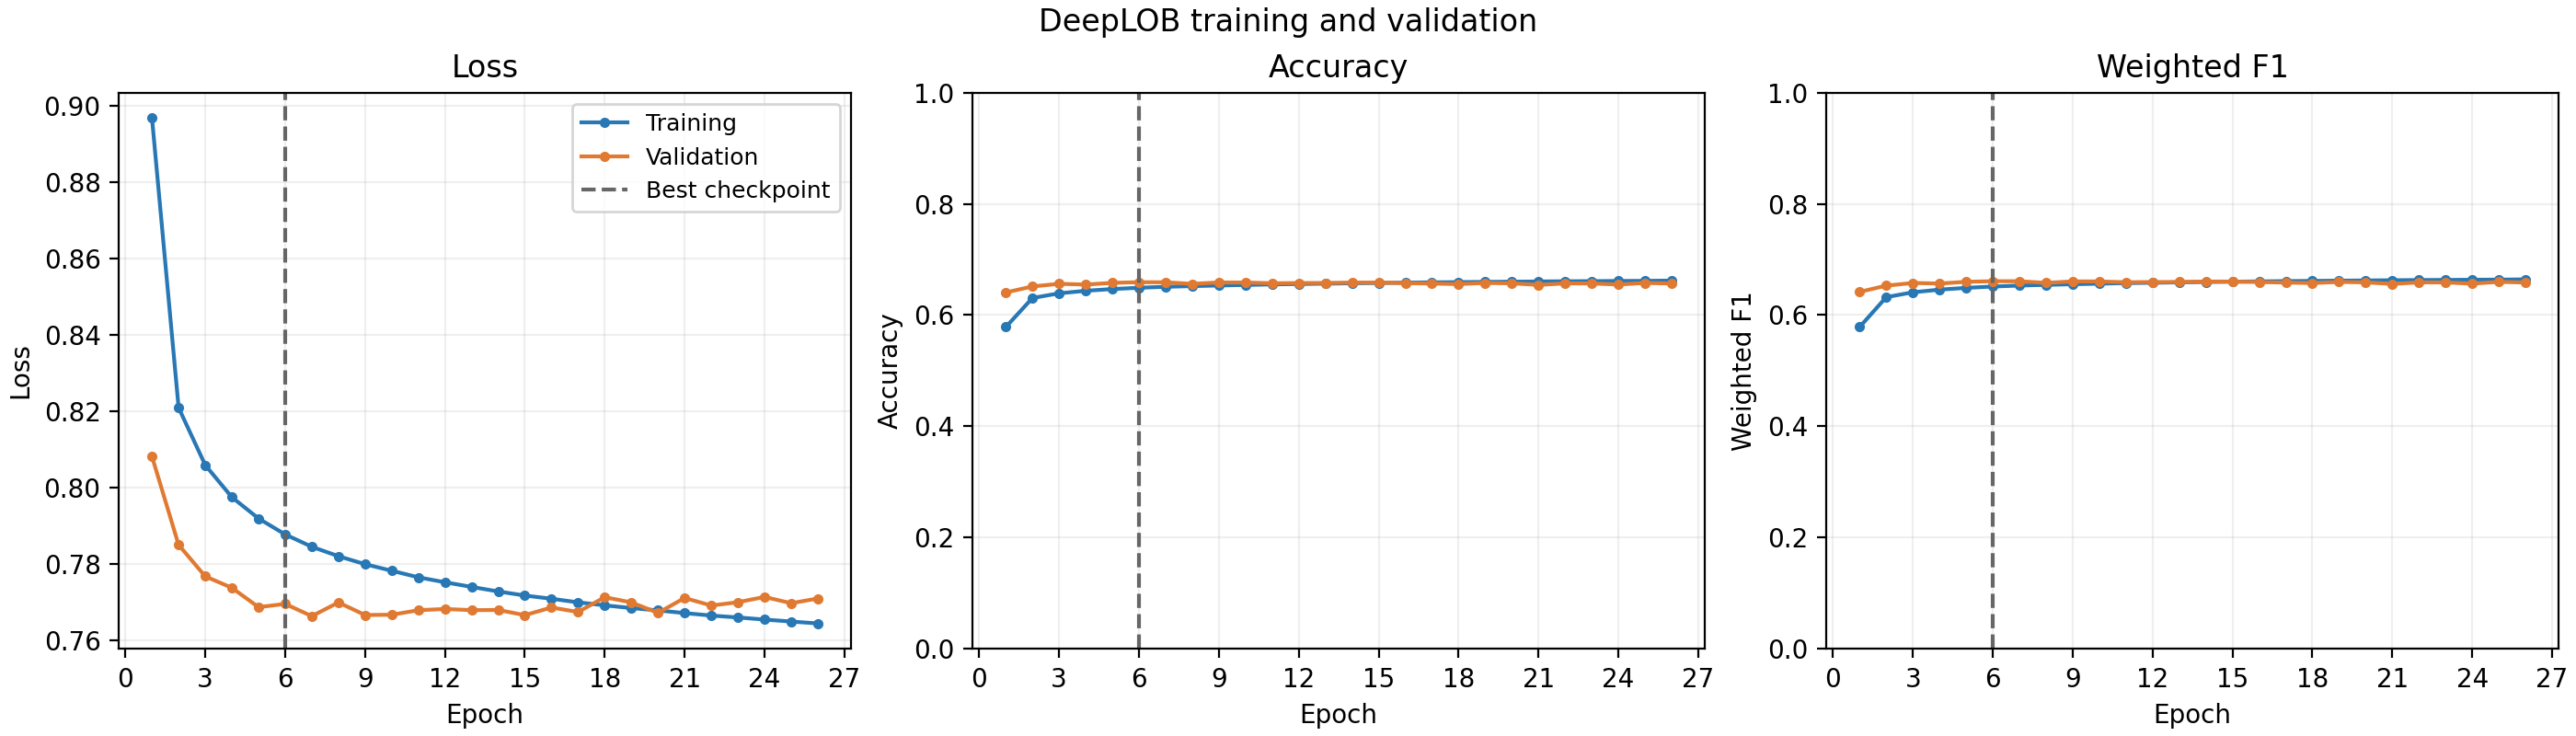 DeepLOB training and validation
Loss
0.90
0.88
0.86
0.84
0.82
0.80
0.78
0.76
Loss
Training
Validation
Best checkpoint
0 3 6 9 12 15 18 21 24 27
Epoch
Accuracy
1.0
0.8
0.6
0.4
0.2
0.0
Accuracy
0 3 6 9 12 15 18 21 24 27
Epoch
Weighted F1
1.0
0.8
0.6
0.4
0.2
0.0
Weighted F1
0 3 6 9 12 15 18 21 24 27
Epoch